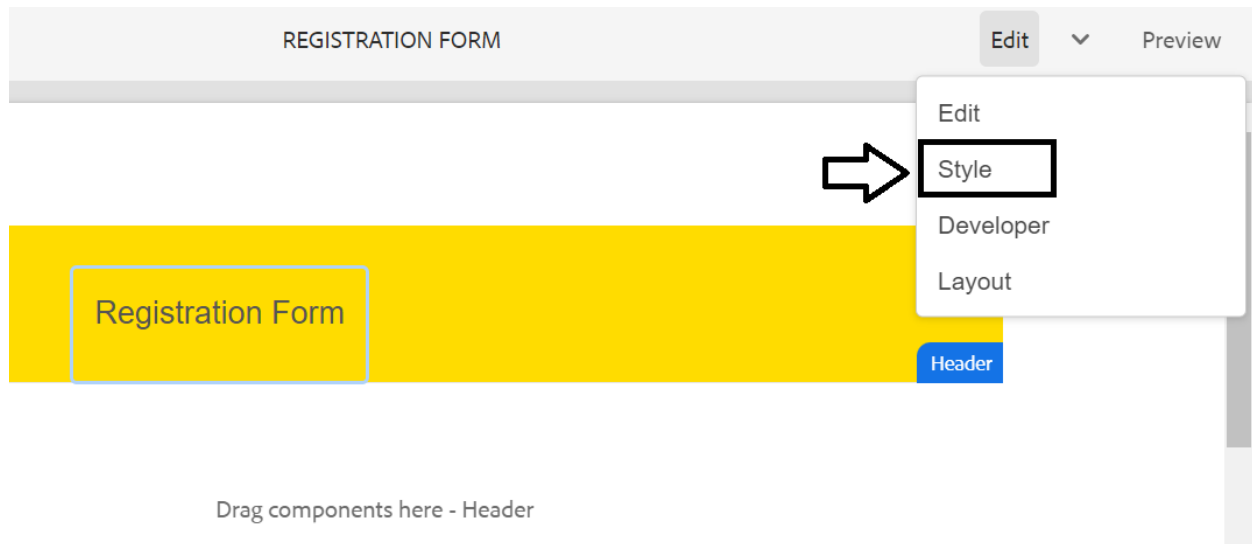 REGISTRATION FORM
Edit
Preview
Edit
Style
Developer
Layout
Registration Form
Header
Drag components here - Header